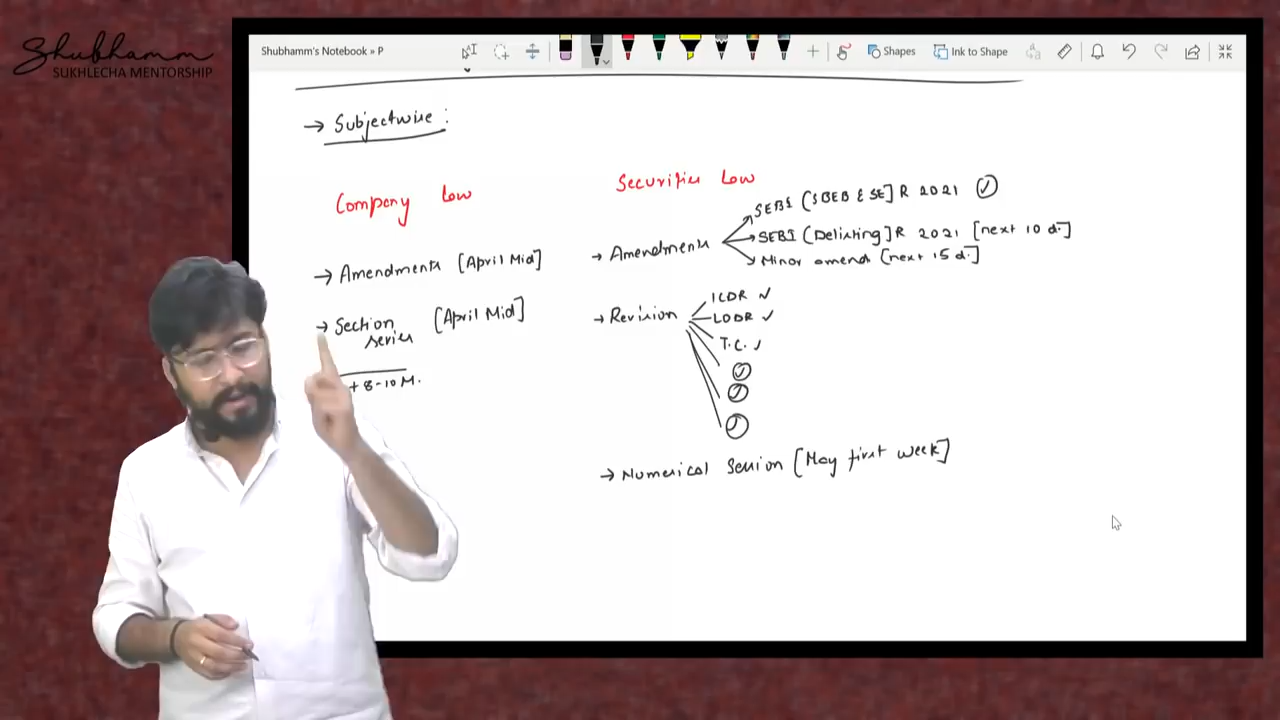 Shubhamm
SUKHLECHA MENTORSHIP
Shubhamm's Notebook » P
Shapes
Ink to Shape
→ Subjectwise :
Company Law
→ Amendments [April Mid]
→ Section series [April Mid]
+ 8-10 M.
Securities Law
→ Amendments
SEBI [SBEB & SE] R 2021
SEBI (Delisting] R 2021 [next 10 d.]
Minor amend [next 15 d.]
→ Revision
ICDR ✓
LODR ✓
T.C. ✓
→ Numerical Session [May first week]